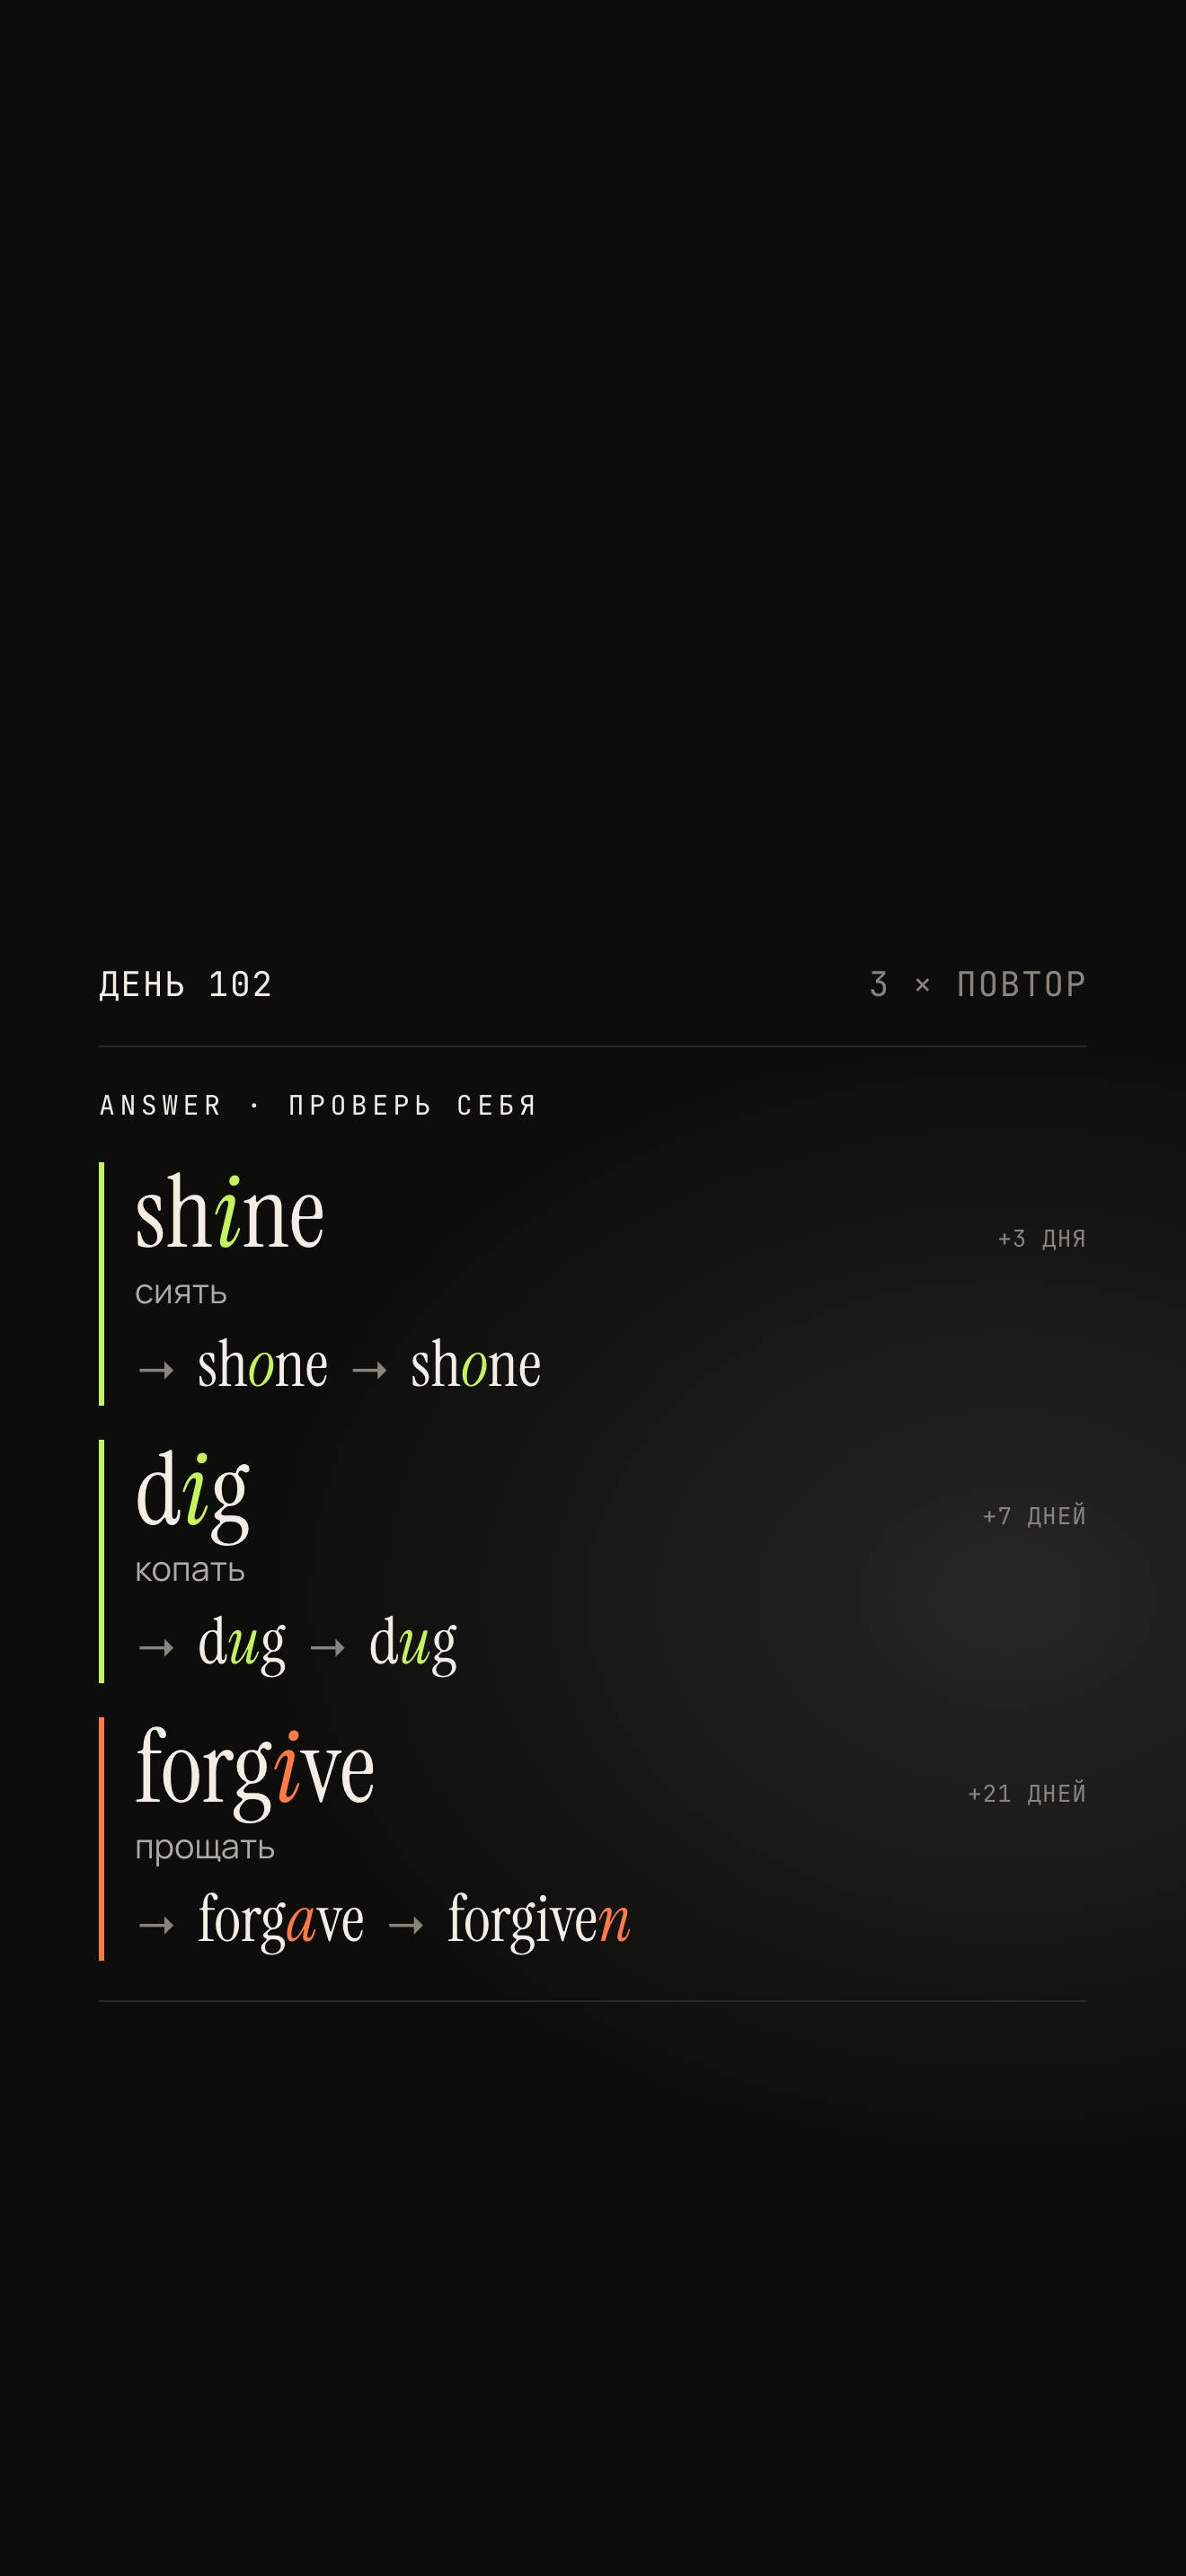 ДЕНЬ 102
3 × ПОВТОР
ANSWER · ПРОВЕРЬ СЕБЯ
shine
+3 ДНЯ
сиять
→ shone → shone
dig
+7 ДНЕЙ
копать
→ dug → dug
forgive
+21 ДНЕЙ
прощать
→ forgave → forgiven